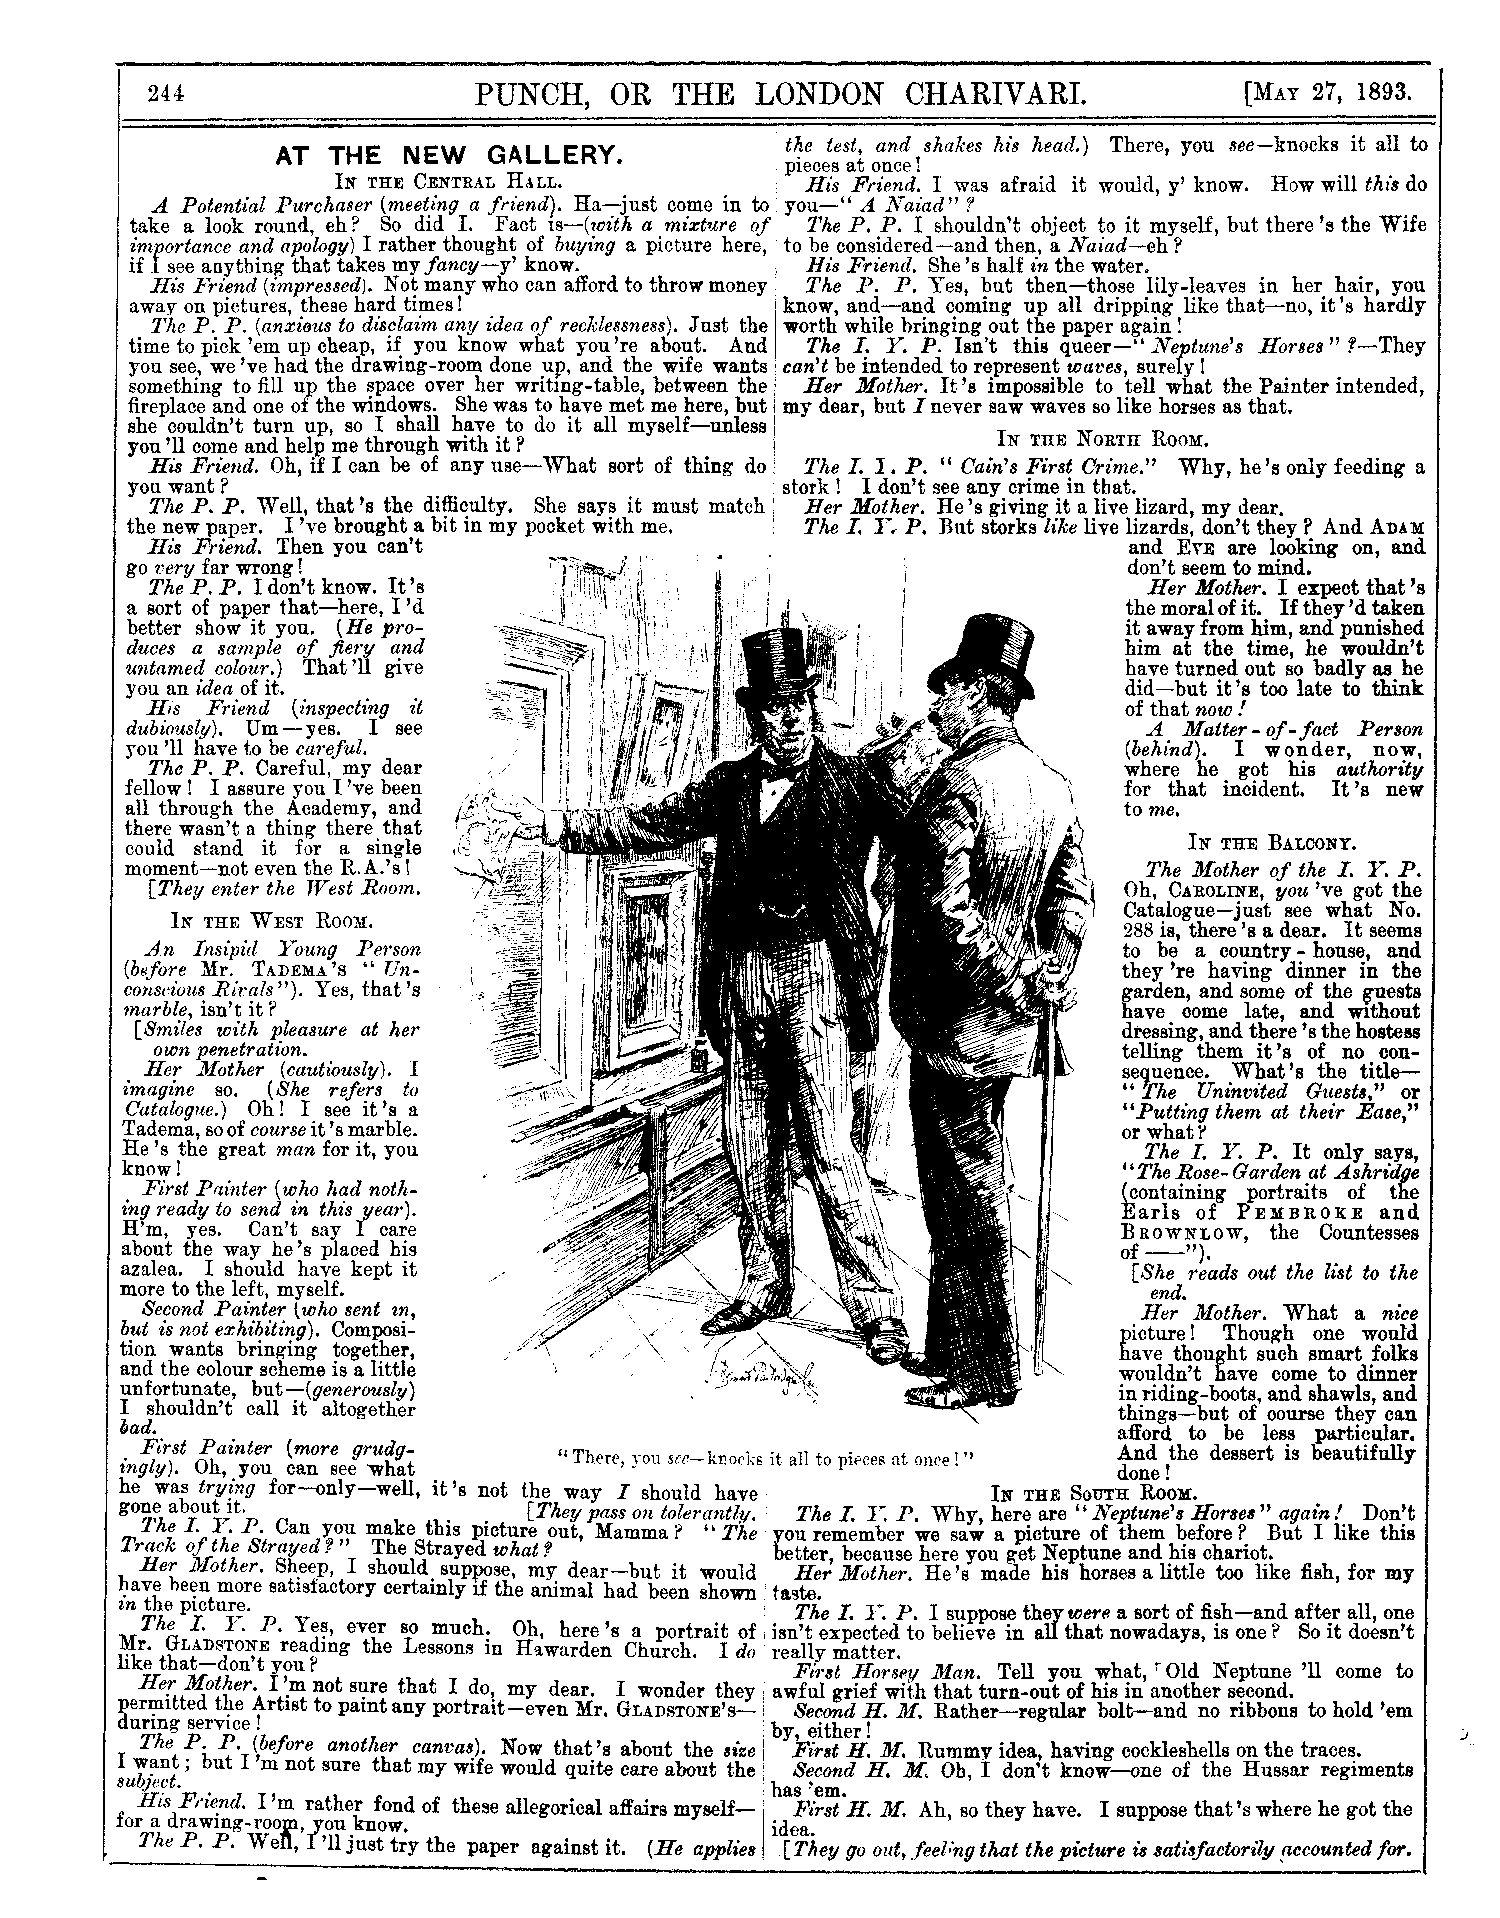 244
PUNCH, OR THE LONDON CHARIVARI.
[MAY 27, 1893.
AT THE NEW GALLERY.
IN THE CENTRAL HALL.
A Potential Purchaser (meeting a friend). Ha—just come in to
take a look round, eh? So did I. Fact is—(with a mixture of
importance and apology) I rather thought of buying a picture here,
if I see anything that takes my fancy—y' know.
His Friend (impressed). Not many who can afford to throw money
away on pictures, these hard times!
The P. P. (anxious to disclaim any idea of recklessness). Just the
time to pick 'em up cheap, if you know what you're about. And
you see, we've had the drawing-room done up, and the wife wants
something to fill up the space over her writing-table, between the
fireplace and one of the windows. She was to have met me here, but
she couldn't turn up, so I shall have to do it all myself—unless
you'll come and help me through with it?
His Friend. Oh, if I can be of any use—What sort of thing do
you want?
The P. P. Well, that's the difficulty. She says it must match
the new paper. I've brought a bit in my pocket with me.
His Friend. Then you can't
go very far wrong!
The P. P. I don't know. It's
a sort of paper that—here, I'd
better show it you. (He pro-
duces a sample of fiery and
untamed colour.) That'll give
you an idea of it.
His Friend (inspecting it
dubiously). Um—yes. I see
you'll have to be careful.
The P. P. Careful, my dear
fellow! I assure you I've been
all through the Academy, and
there wasn't a thing there that
could stand it for a single
moment—not even the R.A.'s!
[They enter the West Room.
IN THE WEST ROOM.
An Insipid Young Person
(before Mr. TADEMA'S "Un-
conscious Rivals"). Yes, that's
marble, isn't it?
[Smiles with pleasure at her
own penetration.
Her Mother (cautiously). I
imagine so. (She refers to
Catalogue.) Oh! I see it's a
Tadema, so of course it's marble.
He's the great man for it, you
know!
First Painter (who had noth-
ing ready to send in this year).
H'm, yes. Can't say I care
about the way he's placed his
azalea. I should have kept it
more to the left, myself.
Second Painter (who sent in,
but is not exhibiting). Composi-
tion wants bringing together,
and the colour scheme is a little
unfortunate, but—(generously)
I shouldn't call it altogether
bad.
First Painter (more grudg-
ingly). Oh, you can see what
he was trying for—only—well, it's not the way I should have
gone about it. [They pass on tolerantly.
The I. Y. P. Can you make this picture out, Mamma? "The
Track of the Strayed?" The Strayed what?
Her Mother. Sheep, I should suppose, my dear—but it would
have been more satisfactory certainly if the animal had been shown
in the picture.
The I. Y. P. Yes, ever so much. Oh, here's a portrait of
Mr. GLADSTONE reading the Lessons in Hawarden Church. I do
like that—don't you?
Her Mother. I'm not sure that I do, my dear. I wonder they
permitted the Artist to paint any portrait—even Mr. GLADSTONE'S—
during service!
The P. P. (before another canvas). Now that's about the size
I want; but I'm not sure that my wife would quite care about the
subject.
His Friend. I'm rather fond of these allegorical affairs myself—
for a drawing-room, you know.
The P. P. Well, I'll just try the paper against it. (He applies
the test, and shakes his head.) There, you see—knocks it all to
pieces at once!
His Friend. I was afraid it would, y' know. How will this do
you—"A Naiad"?
The P. P. I shouldn't object to it myself, but there's the Wife
to be considered—and then, a Naiad—eh?
His Friend. She's half in the water.
The P. P. Yes, but then—those lily-leaves in her hair, you
know, and—and coming up all dripping like that—no, it's hardly
worth while bringing out the paper again!
The I. Y. P. Isn't this queer—"Neptune's Horses"?—They
can't be intended to represent waves, surely!
Her Mother. It's impossible to tell what the Painter intended,
my dear, but I never saw waves so like horses as that.
IN THE NORTH ROOM.
The I. I. P. "Cain's First Crime." Why, he's only feeding a
stork! I don't see any crime in that.
Her Mother. He's giving it a live lizard, my dear.
The I. Y. P. But storks like live lizards, don't they? And ADAM
and EVE are looking on, and
don't seem to mind.
Her Mother. I expect that's
the moral of it. If they'd taken
it away from him, and punished
him at the time, he wouldn't
have turned out so badly as he
did—but it's too late to think
of that now!
A Matter-of-fact Person
(behind). I wonder, now,
where he got his authority
for that incident. It's new
to me.
IN THE BALCONY.
The Mother of the I. Y. P.
Oh, CAROLINE, you've got the
Catalogue—just see what No.
288 is, there's a dear. It seems
to be a country-house, and
they're having dinner in the
garden, and some of the guests
have come late, and without
dressing, and there's the hostess
telling them it's of no con-
sequence. What's the title—
"The Uninvited Guests," or
"Putting them at their Ease,"
or what?
The I. Y. P. It only says,
"The Rose-Garden at Ashridge
(containing portraits of the
Earls of PEMBROKE and
BROWNLOW, the Countesses
of ——").
[She reads out the list to the
end.
Her Mother. What a nice
picture! Though one would
have thought such smart folks
wouldn't have come to dinner
in riding-boots, and shawls, and
things—but of course they can
afford to be less particular.
And the dessert is beautifully
done!
IN THE SOUTH ROOM.
The I. Y. P. Why, here are "Neptune's Horses" again! Don't
you remember we saw a picture of them before? But I like this
better, because here you get Neptune and his chariot.
Her Mother. He's made his horses a little too like fish, for my
taste.
The I. Y. P. I suppose they were a sort of fish—and after all, one
isn't expected to believe in all that nowadays, is one? So it doesn't
really matter.
First Horsey Man. Tell you what, Old Neptune'll come to
awful grief with that turn-out of his in another second.
Second H. M. Rather—regular bolt—and no ribbons to hold 'em
by, either!
First H. M. Rummy idea, having cockleshells on the traces.
Second H. M. Oh, I don't know—one of the Hussar regiments
has 'em.
First H. M. Ah, so they have. I suppose that's where he got the
idea.
[They go out, feeling that the picture is satisfactorily accounted for.
"There, you see—knocks it all to pieces at once!"